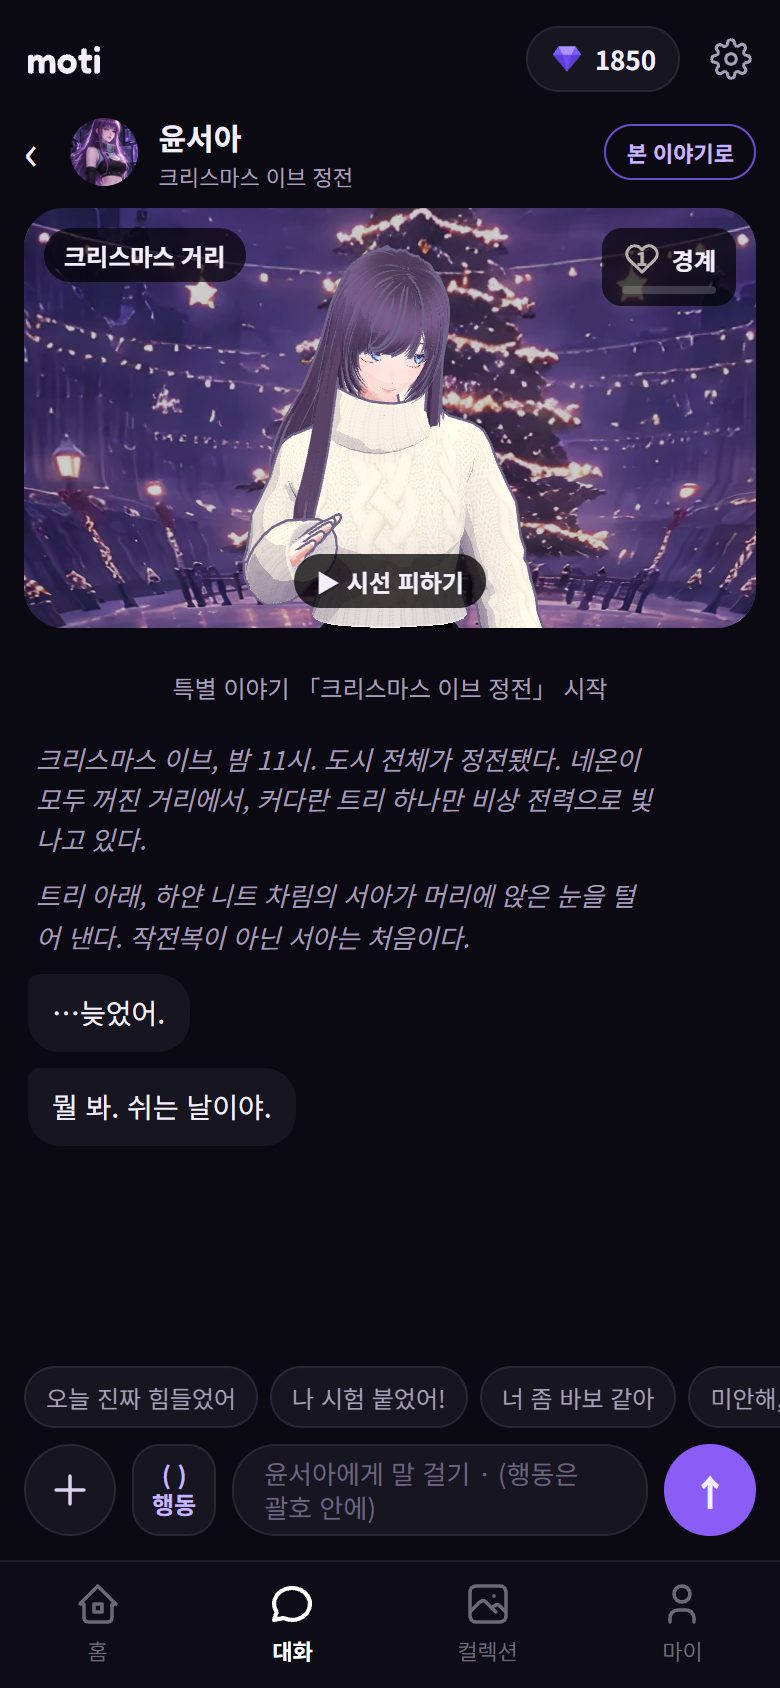 moti
1850
윤서아
크리스마스 이브 정전
본 이야기로
크리스마스 거리
1 경계
▶ 시선 피하기
특별 이야기 「크리스마스 이브 정전」 시작
크리스마스 이브, 밤 11시. 도시 전체가 정전됐다. 네온이
모두 꺼진 거리에서, 커다란 트리 하나만 비상 전력으로 빛
나고 있다.
트리 아래, 하얀 니트 차림의 서아가 머리에 앉은 눈을 털
어 낸다. 작전복이 아닌 서아는 처음이다.
…늦었어.
뭘 봐. 쉬는 날이야.
오늘 진짜 힘들었어
나 시험 붙었어!
너 좀 바보 같아
미안해,
( )
행동
윤서아에게 말 걸기 · (행동은
괄호 안에)
홈
대화
컬렉션
마이